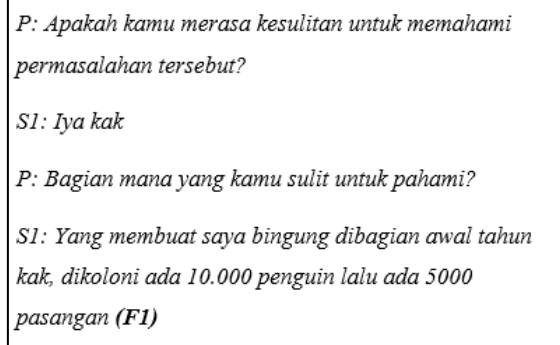 P: Apakah kamu merasa kesulitan untuk memahami
permasalahan tersebut?
S1: Iya kak
P: Bagian mana yang kamu sulit untuk pahami?
S1: Yang membuat saya bingung dibagian awal tahun
kak, dikoloni ada 10.000 penguin lalu ada 5000
pasangan (F1)